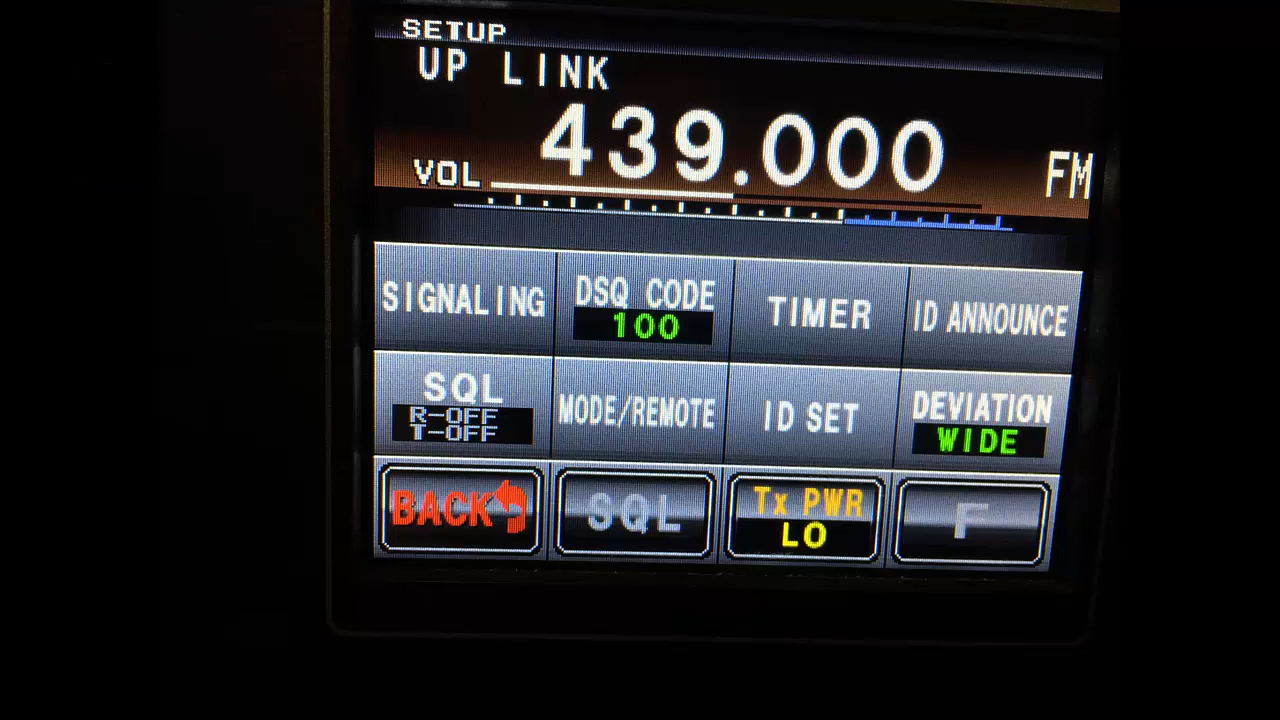 SETUP
UP LINK
439.000
FM
VOL
SIGNALING
DSQ CODE
100
TIMER
ID ANNOUNCE
SQL
R-OFF
T-OFF
MODE/REMOTE
ID SET
DEVIATION
WIDE
BACK
SQL
Tx PWR
LO
F